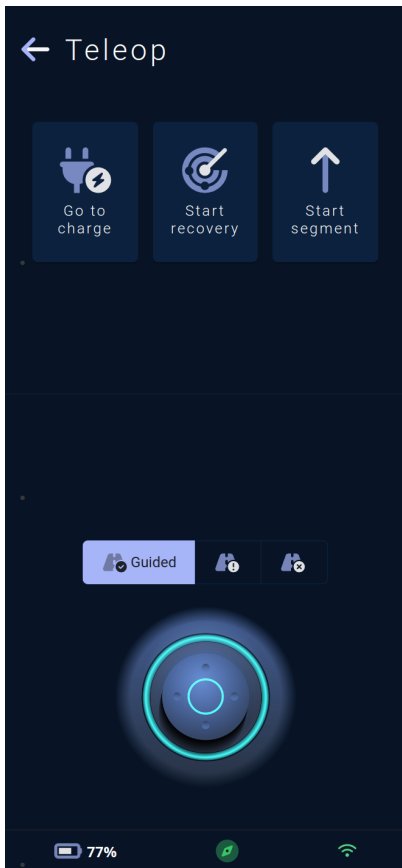 Teleop
Go to
charge
Start
recovery
Start
segment
Guided
77%